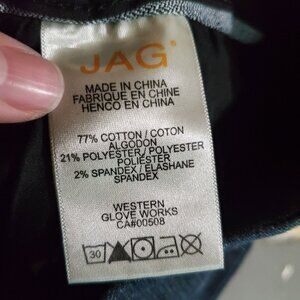 JAG®
MADE IN CHINA
FABRIQUE EN CHINE
HENCO EN CHINA
77% COTTON / COTON
ALGODON
21% POLYESTER / POLYESTER
POLIESTER
2% SPANDEX / ELASHANE
SPANDEX
WESTERN
GLOVE WORKS
CA#00508
30